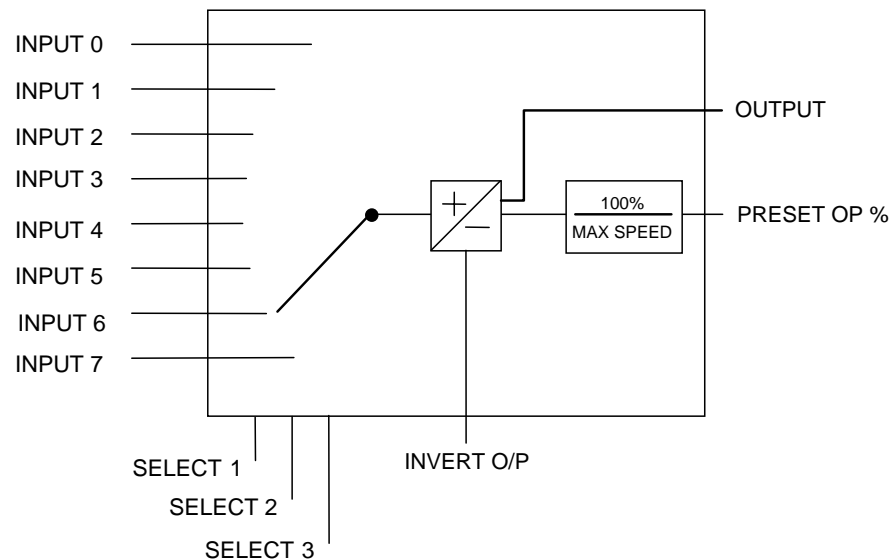 INPUT 0
INPUT 1
INPUT 2
INPUT 3
INPUT 4
INPUT 5
INPUT 6
INPUT 7
+
−
100%
MAX SPEED
OUTPUT
PRESET OP %
SELECT 1
SELECT 2
SELECT 3
INVERT O/P